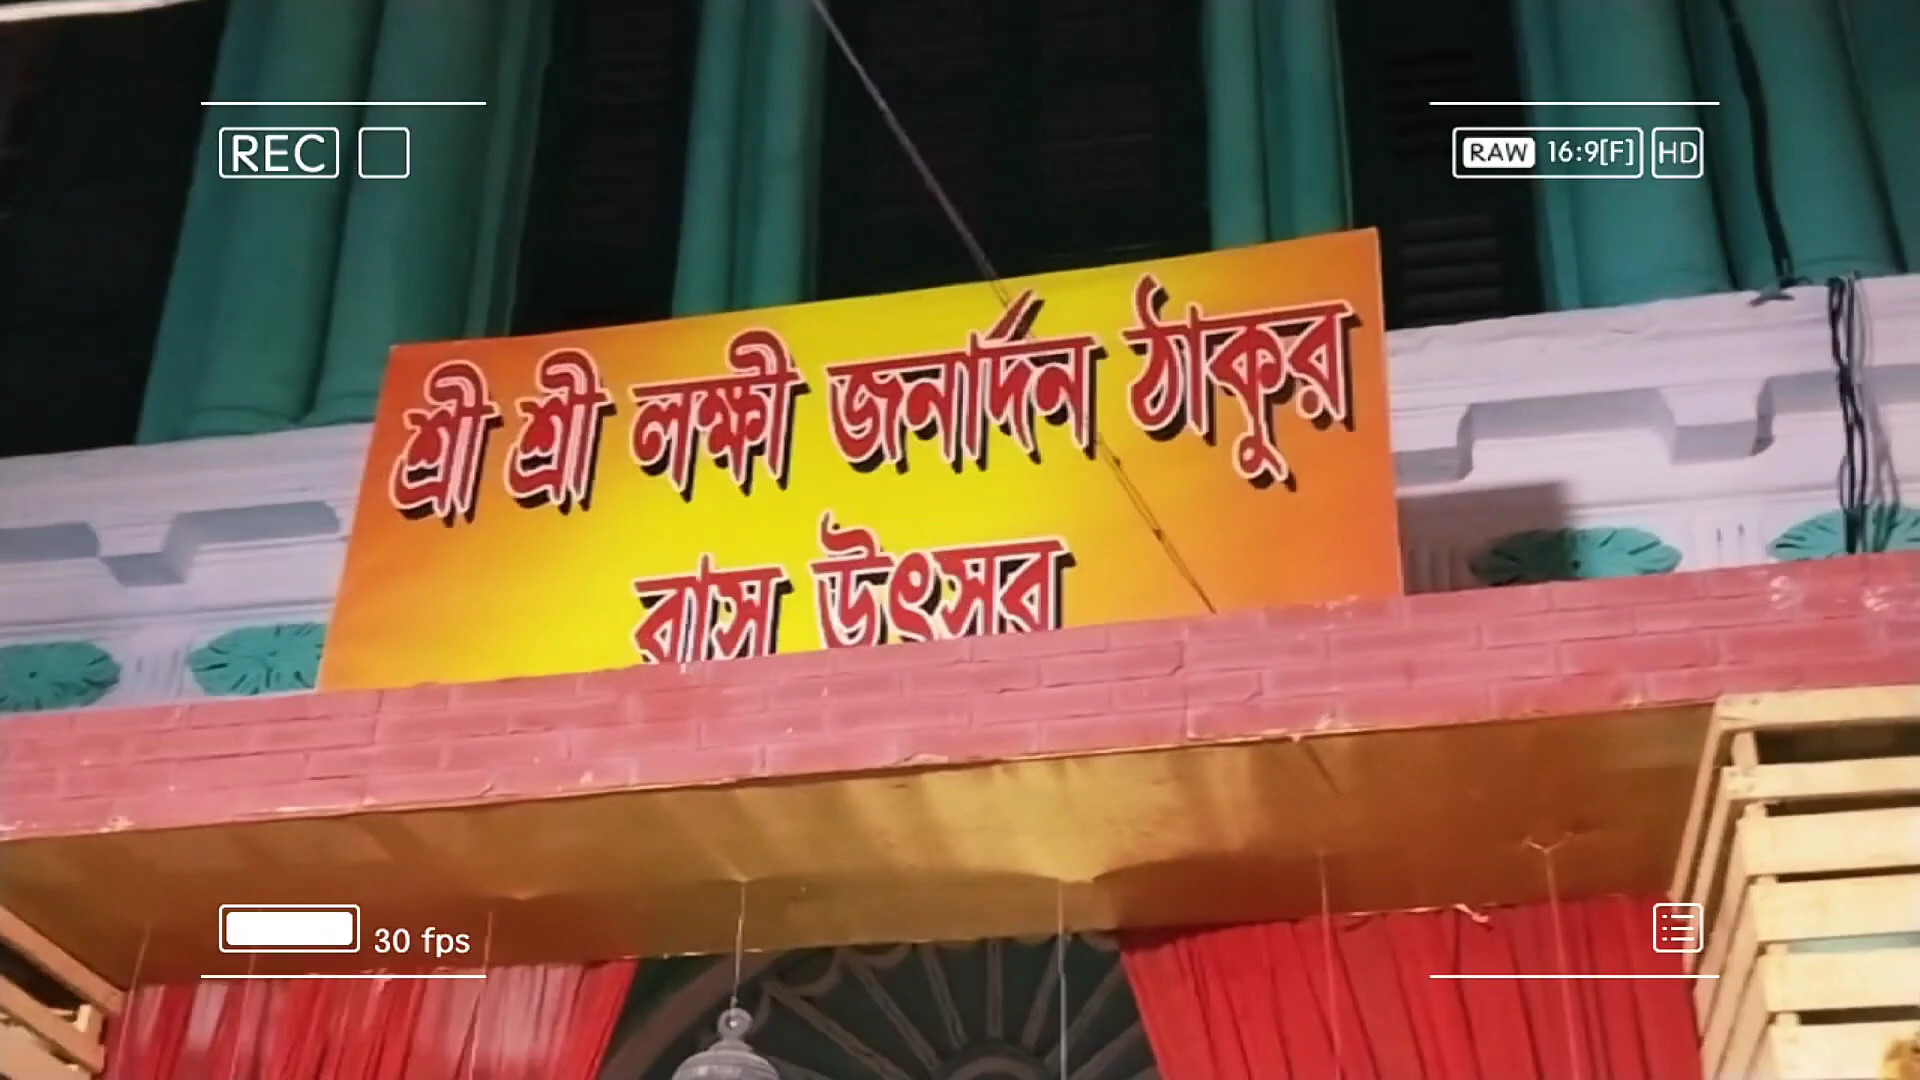 REC
RAW 16:9[F] HD
শ্রী শ্রী লক্ষ্মী জনার্দন ঠাকুর
রাস উৎসব
30 fps